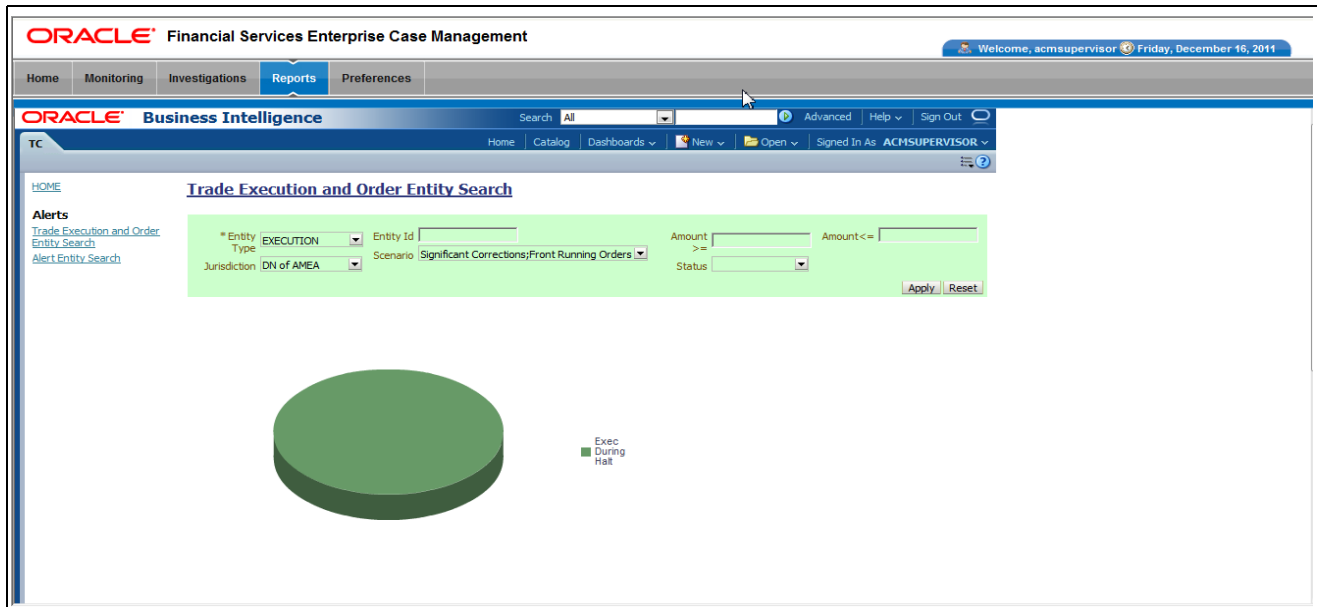 ORACLE® Financial Services Enterprise Case Management
Welcome, acmsupervisor Friday, December 16, 2011
Home Monitoring Investigations Reports Preferences
ORACLE® Business Intelligence
Search All Advanced Help Sign Out
TC
Home Catalog Dashboards New Open Signed In As ACMSUPERVISOR
HOME
Alerts
Trade Execution and Order
Entity Search
Alert Entity Search
Trade Execution and Order Entity Search
* Entity
Type EXECUTION
Entity Id
Amount
>=
Amount<=
Jurisdiction DN of AMEA
Scenario Significant Corrections;Front Running Orders
Status
Apply Reset
Exec
During
Halt